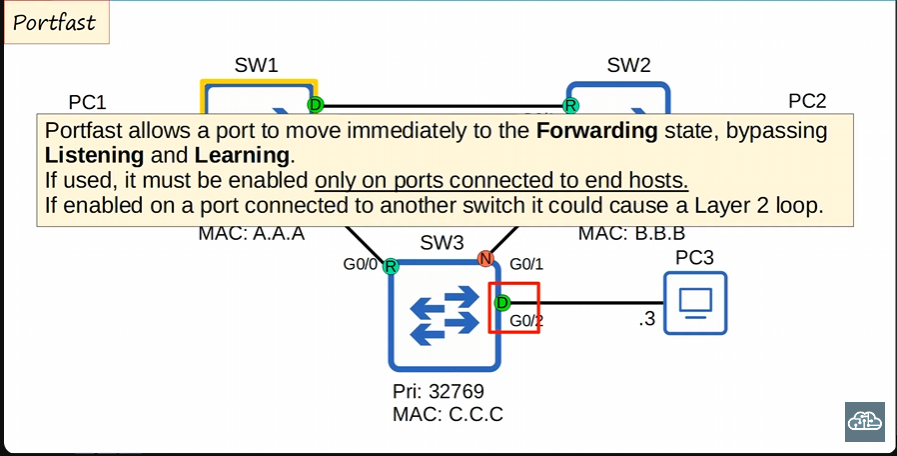 Portfast
SW1
SW2
PC1
PC2
D
R
Portfast allows a port to move immediately to the Forwarding state, bypassing
Listening and Learning.
If used, it must be enabled only on ports connected to end hosts.
If enabled on a port connected to another switch it could cause a Layer 2 loop.
MAC: A.A.A
MAC: B.B.B
SW3
PC3
G0/0
R
N
G0/1
D
G0/2
.3
Pri: 32769
MAC: C.C.C